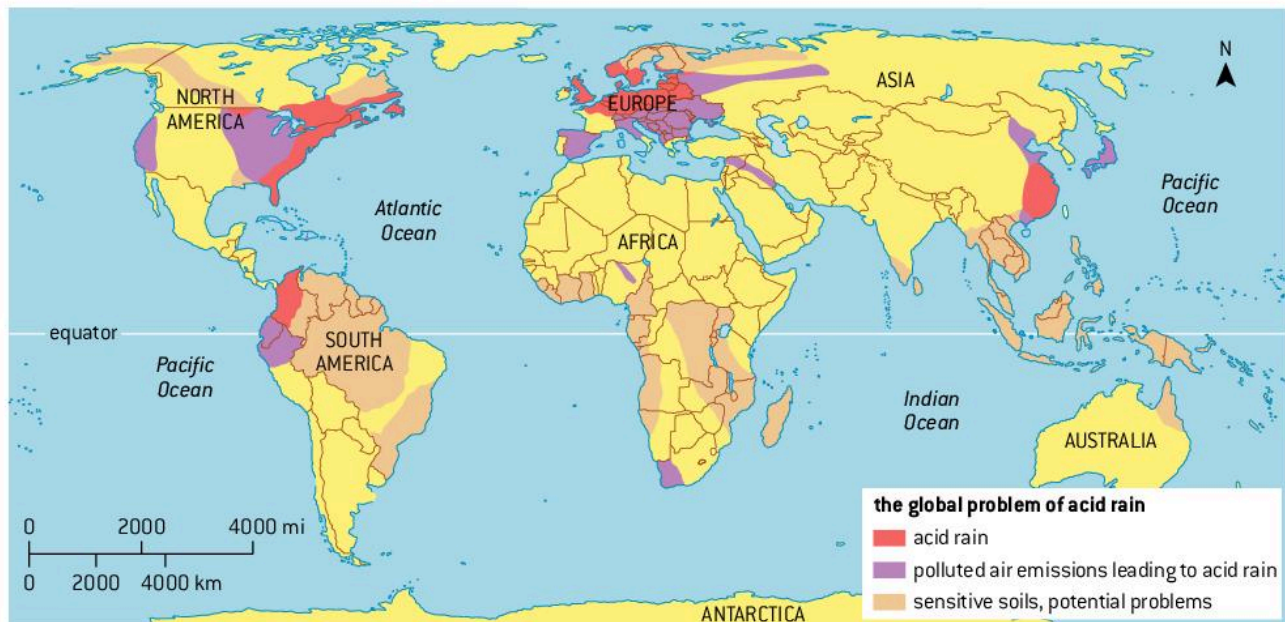 N
ASIA
NORTH
AMERICA
EUROPE
Atlantic
Ocean
Pacific
Ocean
AFRICA
equator
SOUTH
AMERICA
Pacific
Ocean
Indian
Ocean
AUSTRALIA
0 2000 4000 mi
0 2000 4000 km
the global problem of acid rain
acid rain
polluted air emissions leading to acid rain
sensitive soils, potential problems
ANTARCTICA